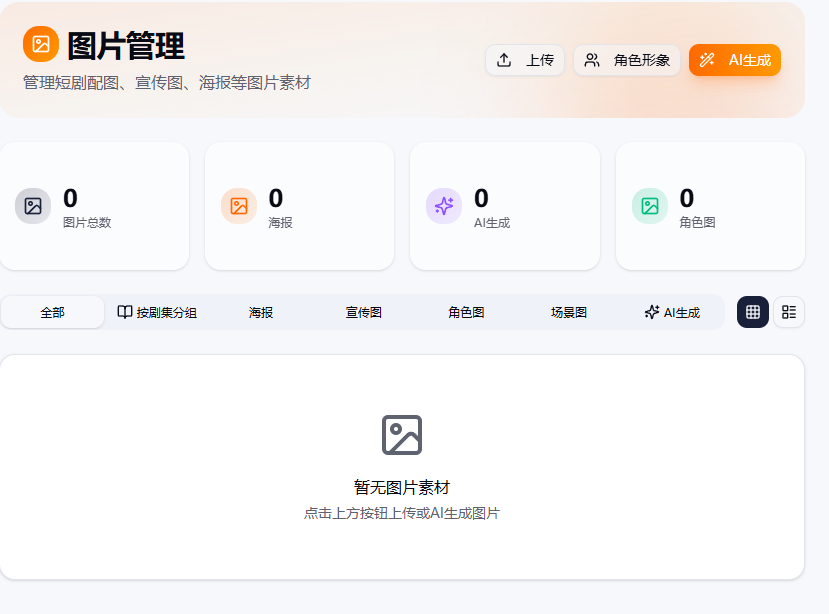 图片管理
管理短剧配图、宣传图、海报等图片素材
上传
角色形象
AI生成
0
图片总数
0
海报
0
AI生成
0
角色图
全部
按剧集分组
海报
宣传图
角色图
场景图
AI生成
暂无图片素材
点击上方按钮上传或AI生成图片